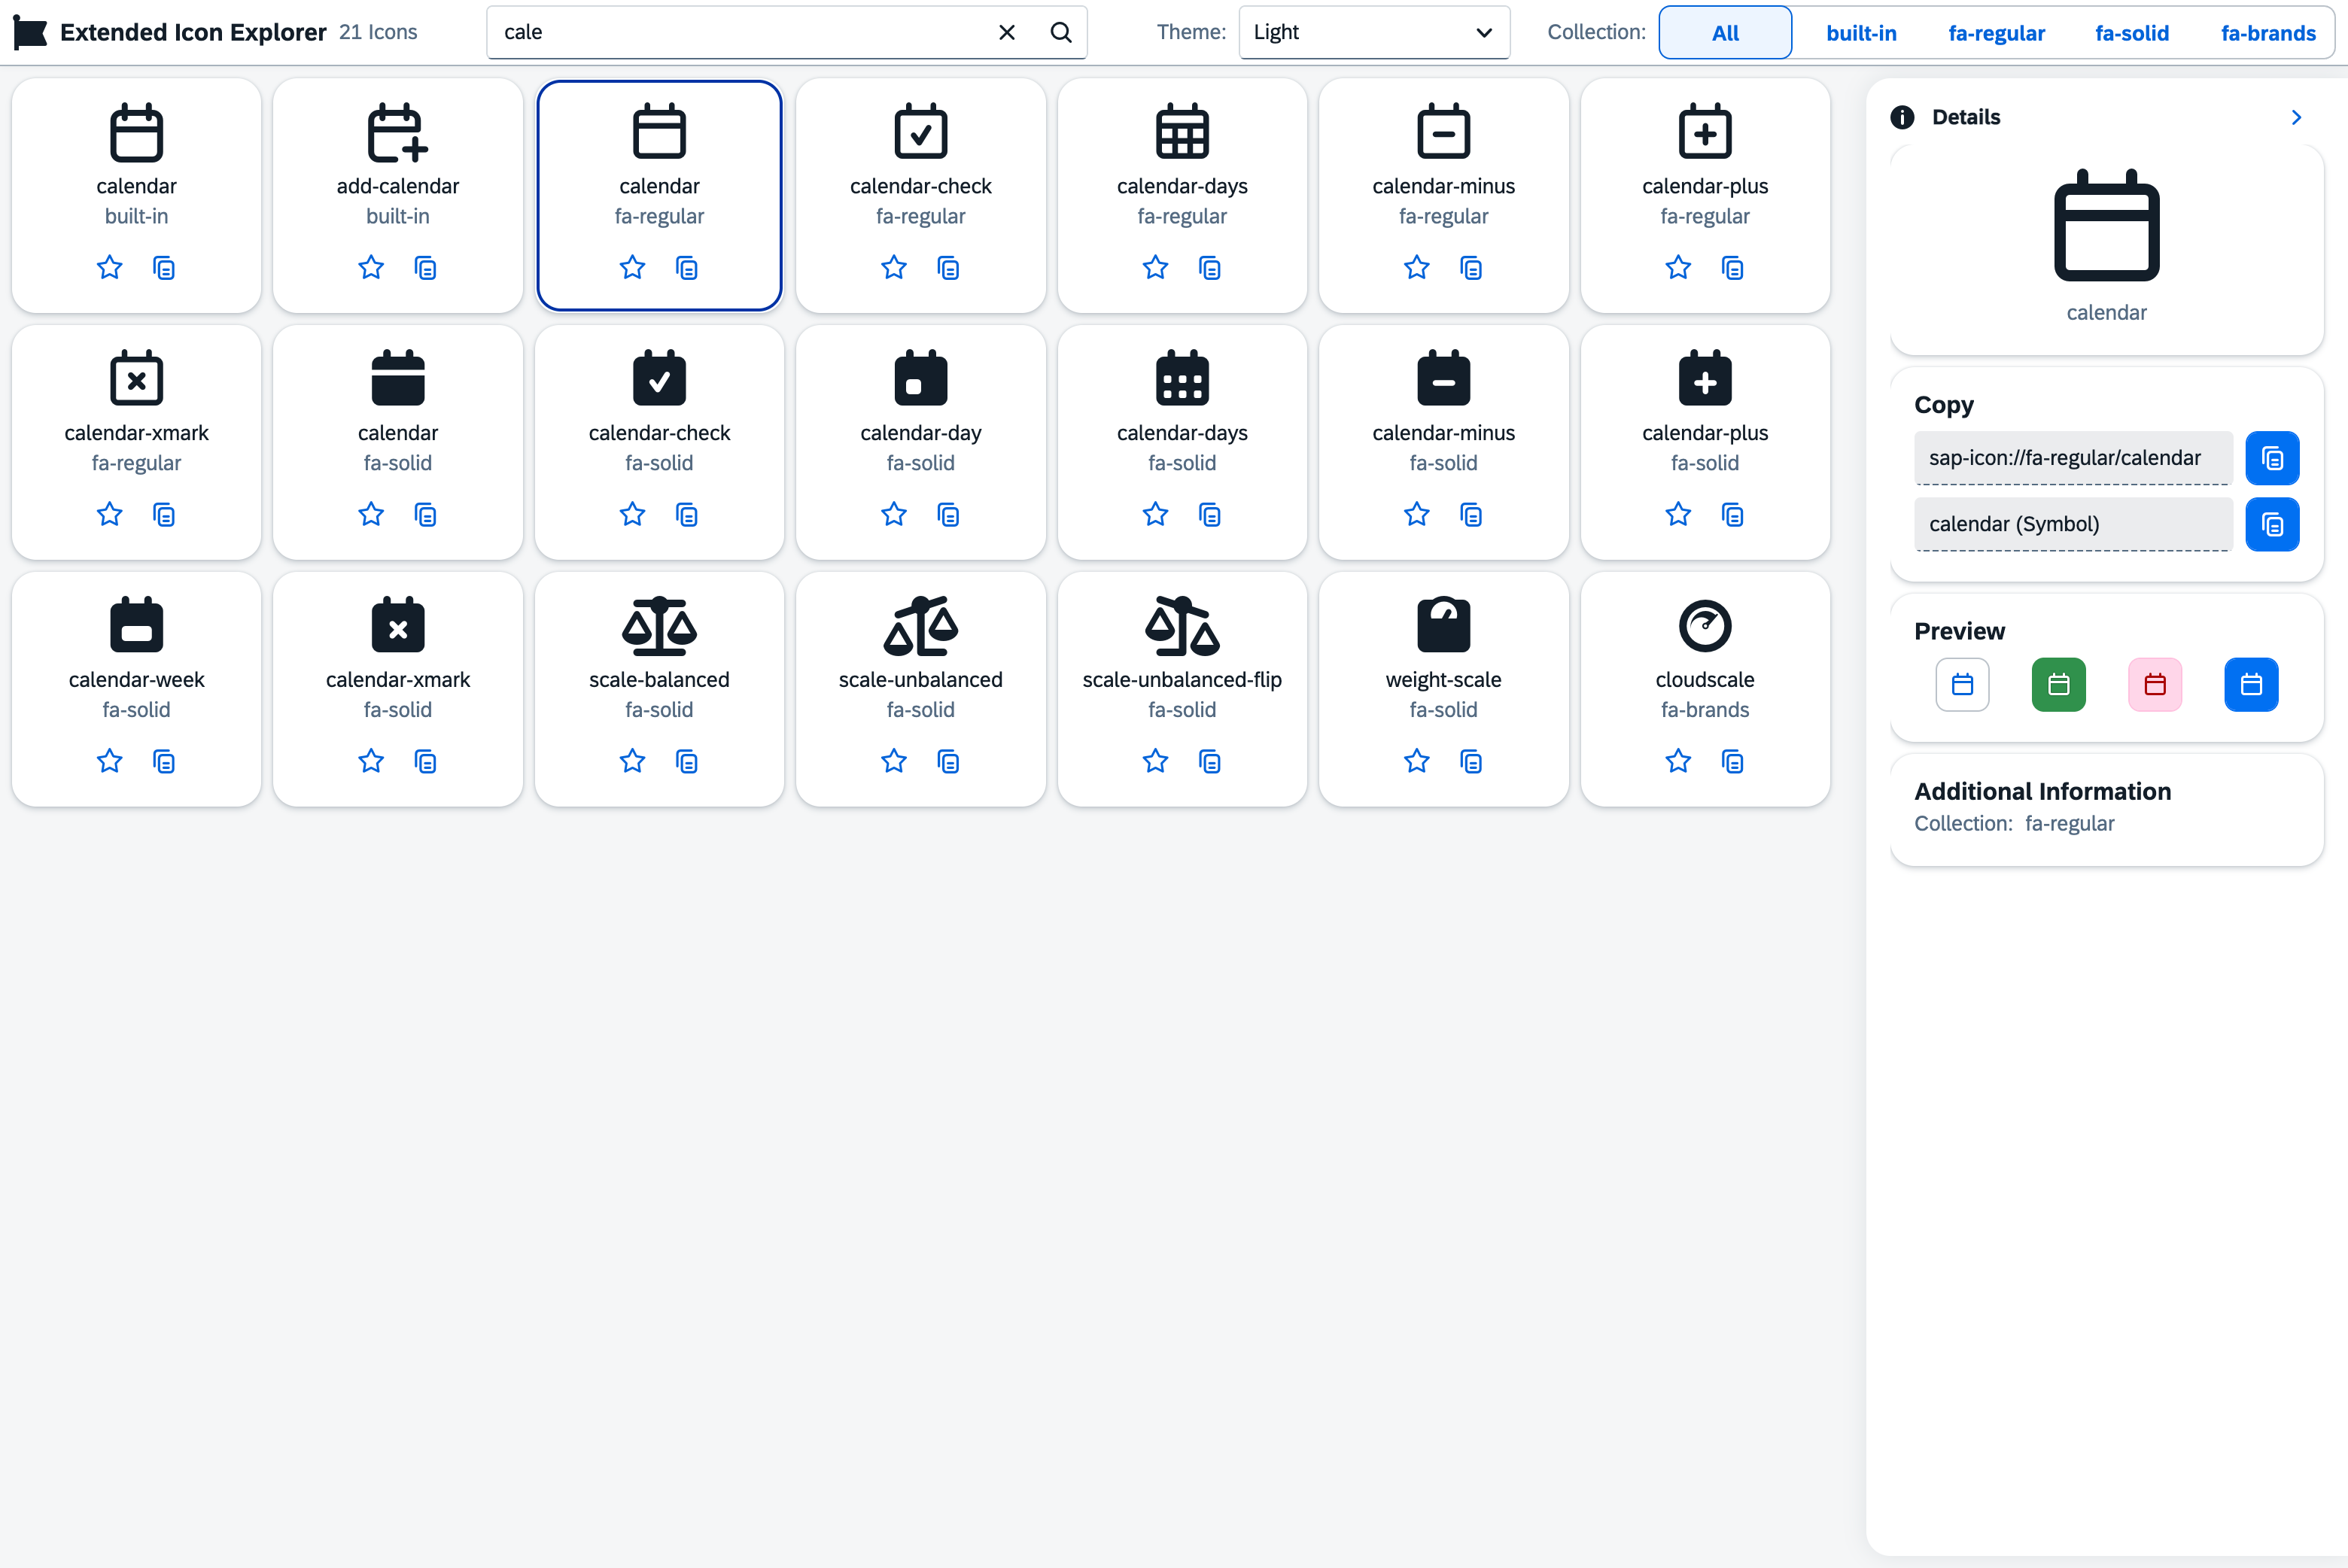 Extended Icon Explorer 21 Icons cale Theme: Light Collection: All built-in fa-regular fa-solid fa-brands
calendar add-calendar calendar calendar-check calendar-days calendar-minus calendar-plus
built-in built-in fa-regular fa-regular fa-regular fa-regular fa-regular
calendar-xmark calendar calendar-check calendar-day calendar-days calendar-minus calendar-plus
fa-regular fa-solid fa-solid fa-solid fa-solid fa-solid fa-solid
calendar-week calendar-xmark scale-balanced scale-unbalanced scale-unbalanced-flip weight-scale cloudscale
fa-solid fa-solid fa-solid fa-solid fa-solid fa-solid fa-brands
Details
calendar
Copy
sap-icon://fa-regular/calendar
calendar (Symbol)
Preview
Additional Information
Collection: fa-regular